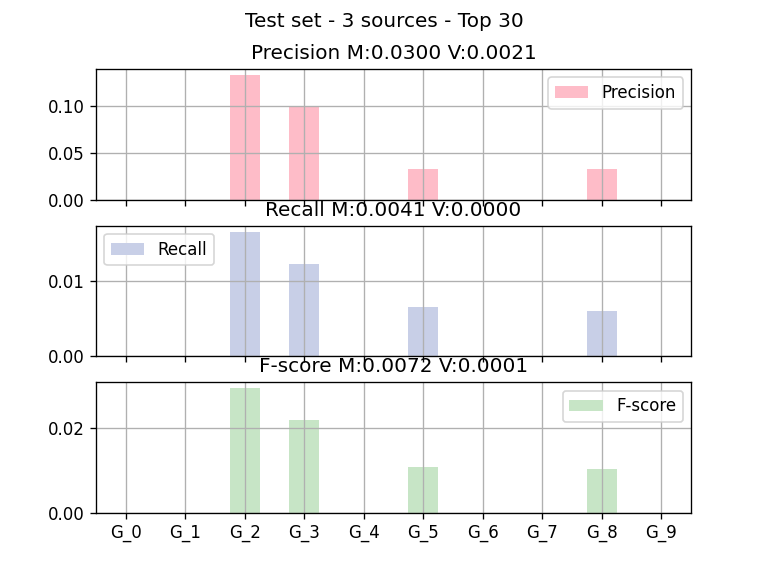 Test set - 3 sources - Top 30
Precision M:0.0300 V:0.0021
0.10
0.05
0.00
Precision
Recall M:0.0041 V:0.0000
0.01
0.00
Recall
F-score M:0.0072 V:0.0001
0.02
0.00
F-score
G_0 G_1 G_2 G_3 G_4 G_5 G_6 G_7 G_8 G_9